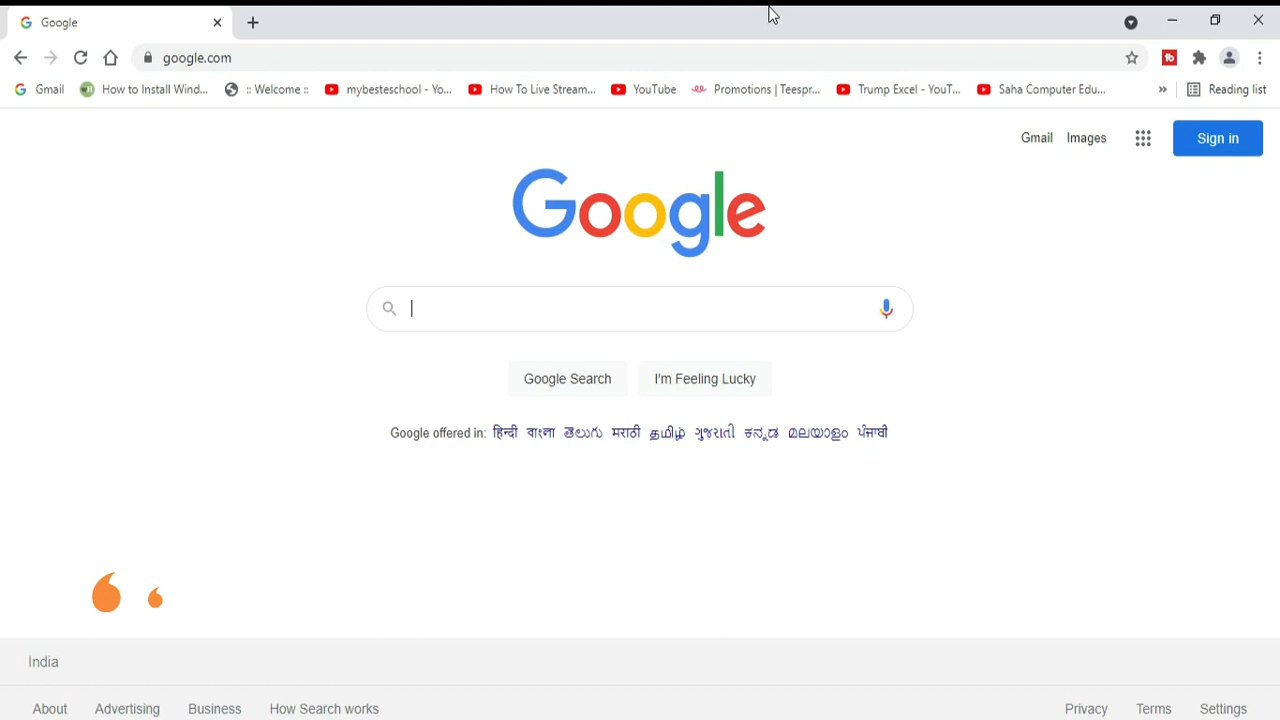 Google
google.com
Gmail How to Install Wind... :: Welcome :: mybesteschool - Yo... How To Live Stream... YouTube Promotions | Teespr... Trump Excel - YouT... Saha Computer Edu... » Reading list
Gmail Images Sign in
Google
Google Search I'm Feeling Lucky
Google offered in: हिन्दी বাংলা తెలుగు मराठी தமிழ் ગુજરાતી ಕನ್ನಡ മലയാളം ਪੰਜਾਬੀ
India
About Advertising Business How Search works Privacy Terms Settings